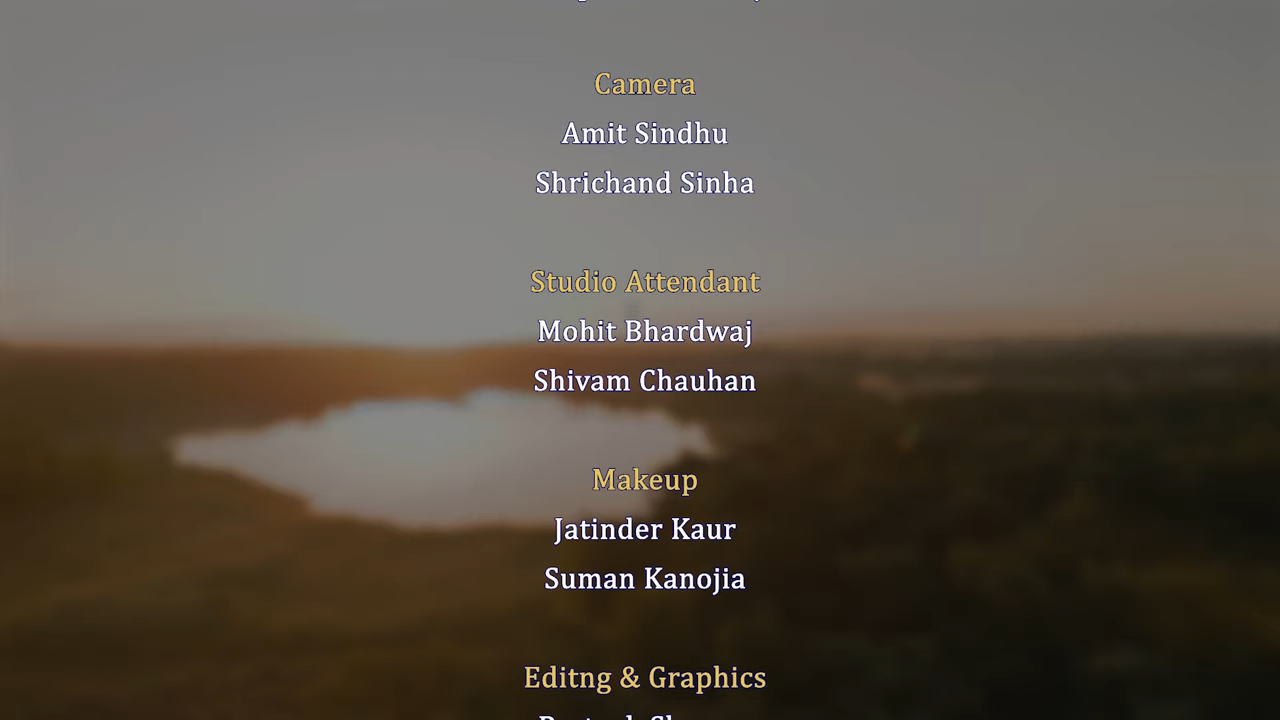 Camera
Amit Sindhu
Shrichand Sinha
Studio Attendant
Mohit Bhardwaj
Shivam Chauhan
Makeup
Jatinder Kaur
Suman Kanojia
Editng & Graphics